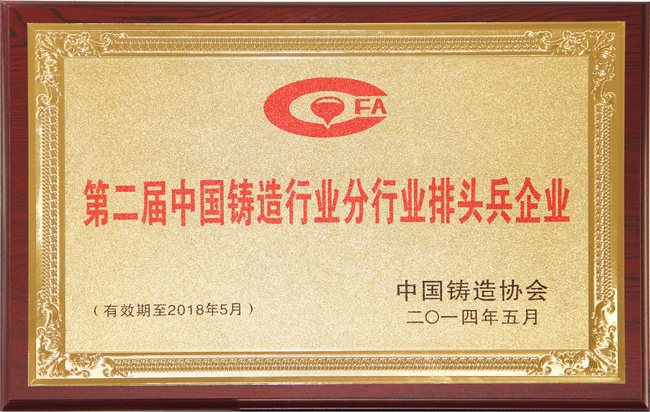 CFA
第二届中国铸造行业分行业排头兵企业
中国铸造协会
(有效期至2018年5月)
二〇一四年五月